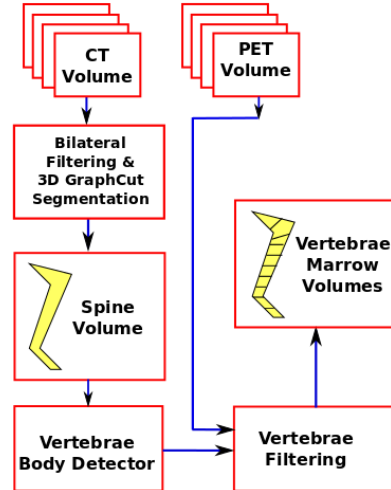 CT
Volume
PET
Volume
Bilateral
Filtering &
3D GraphCut
Segmentation
Spine
Volume
Vertebrae
Marrow
Volumes
Vertebrae
Body Detector
Vertebrae
Filtering